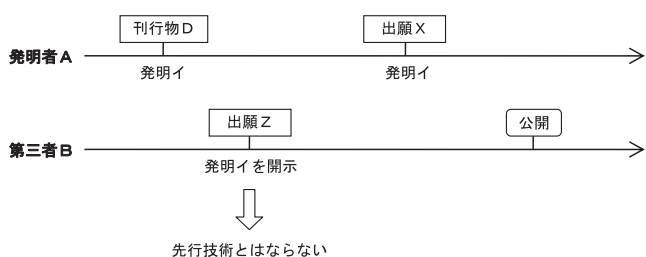 刊行物D
出願X
発明者A
発明イ
発明イ
出願Z
公開
第三者B
発明イを開示
先行技術とはならない